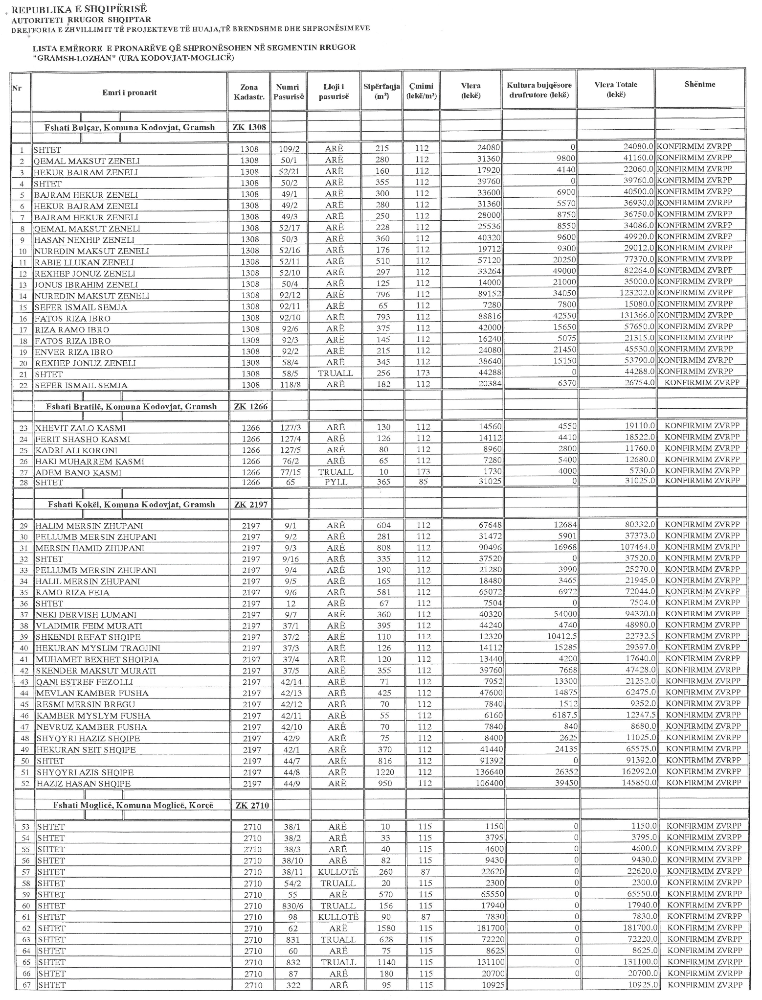 REPUBLIKA E SHQIPËRISË
AUTORITETI RRUGOR SHQIPTAR
DREJTORIA E ZHVILLIMIT TË PROJEKTEVE TË HUAJA,TË BRENDSHME DHE SHPRONËSIMEVE
LISTA EMËRORE E PRONARËVE QË SHPRONËSOHEN NË SEGMENTIN RRUGOR
"GRAMSH-LOZHAN" (URA KODOVJAT-MOGLICË)
Nr Emri i pronarit Zona Kadastr. Numri Pasurisë Lloji i pasurisë Sipërfaqja (m²) Çmimi (lekë/m²) Vlera (lekë) Kultura bujqësore drufrutore (lekë) Vlera Totale (lekë) Shënime
Fshati Bulçar, Komuna Kodovjat, Gramsh ZK 1308
1 SHTET 1308 109/2 ARË 215 112 24080 0 24080.0 KONFIRMIM ZVRPP
2 QEMAL MAKSUT ZENELI 1308 50/1 ARË 280 112 31360 9800 41160.0 KONFIRMIM ZVRPP
3 HEKUR BAJRAM ZENELI 1308 52/21 ARË 160 112 17920 4140 22060.0 KONFIRMIM ZVRPP
4 SHTET 1308 50/2 ARË 355 112 39760 0 39760.0 KONFIRMIM ZVRPP
5 BAJRAM HEKUR ZENELI 1308 49/1 ARË 300 112 33600 6900 40500.0 KONFIRMIM ZVRPP
6 HEKUR BAJRAM ZENELI 1308 49/2 ARË 280 112 31360 5570 36930.0 KONFIRMIM ZVRPP
7 BAJRAM HEKUR ZENELI 1308 49/3 ARË 250 112 28000 8750 36750.0 KONFIRMIM ZVRPP
8 QEMAL MAKSUT ZENELI 1308 52/17 ARË 228 112 25536 8550 34086.0 KONFIRMIM ZVRPP
9 HASAN NEXHIP ZENELI 1308 50/3 ARË 360 112 40320 9600 49920.0 KONFIRMIM ZVRPP
10 NUREDIN MAKSUT ZENELI 1308 52/16 ARË 176 112 19712 9300 29012.0 KONFIRMIM ZVRPP
11 RABIE LLUKAN ZENELI 1308 52/11 ARË 510 112 57120 20250 77370.0 KONFIRMIM ZVRPP
12 REXHEP JONUZ ZENELI 1308 52/10 ARË 297 112 33264 49000 82264.0 KONFIRMIM ZVRPP
13 JONUS IBRAHIM ZENELI 1308 50/4 ARË 125 112 14000 21000 35000.0 KONFIRMIM ZVRPP
14 NUREDIN MAKSUT ZENELI 1308 92/12 ARË 796 112 89152 34050 123202.0 KONFIRMIM ZVRPP
15 SEFER ISMAIL SEMJA 1308 92/11 ARË 65 112 7280 7800 15080.0 KONFIRMIM ZVRPP
16 FATOS RIZA IBRO 1308 92/10 ARË 793 112 88816 42550 131366.0 KONFIRMIM ZVRPP
17 RIZA RAMO IBRO 1308 92/6 ARË 375 112 42000 15650 57650.0 KONFIRMIM ZVRPP
18 FATOS RIZA IBRO 1308 92/3 ARË 145 112 16240 5075 21315.0 KONFIRMIM ZVRPP
19 ENVER RIZA IBRO 1308 92/2 ARË 215 112 24080 21450 45530.0 KONFIRMIM ZVRPP
20 REXHEP JONUZ ZENELI 1308 58/4 ARË 345 112 38640 15150 53790.0 KONFIRMIM ZVRPP
21 SHTET 1308 58/5 TRUALL 256 173 44288 0 44288.0 KONFIRMIM ZVRPP
22 SEFER ISMAIL SEMJA 1308 118/8 ARË 182 112 20384 6370 26754.0 KONFIRMIM ZVRPP
Fshati Bratilë, Komuna Kodovjat, Gramsh ZK 1266
23 XHEVIT ZALO KASMI 1266 127/3 ARË 130 112 14560 4550 19110.0 KONFIRMIM ZVRPP
24 FERIT SHASHO KASMI 1266 127/4 ARË 126 112 14112 4410 18522.0 KONFIRMIM ZVRPP
25 KADRI ALI KORONI 1266 127/5 ARË 80 112 8960 2800 11760.0 KONFIRMIM ZVRPP
26 HAKI MUHARREM KASMI 1266 76/2 ARË 65 112 7280 5400 12680.0 KONFIRMIM ZVRPP
27 ADEM BANO KASMI 1266 77/15 TRUALL 10 173 1730 4000 5730.0 KONFIRMIM ZVRPP
28 SHTET 1266 65 PYLL 365 85 31025 0 31025.0 KONFIRMIM ZVRPP
Fshati Kokël, Komuna Kodovjat, Gramsh ZK 2197
29 HALIM MERSIN ZHUPANI 2197 9/1 ARË 604 112 67648 12684 80332.0 KONFIRMIM ZVRPP
30 PELLUMB MERSIN ZHUPANI 2197 9/2 ARË 281 112 31472 5901 37373.0 KONFIRMIM ZVRPP
31 MERSIN HAMID ZHUPANI 2197 9/3 ARË 808 112 90496 16968 107464.0 KONFIRMIM ZVRPP
32 SHTET 2197 9/16 ARË 335 112 37520 0 37520.0 KONFIRMIM ZVRPP
33 PELLUMB MERSIN ZHUPANI 2197 9/4 ARË 190 112 21280 3990 25270.0 KONFIRMIM ZVRPP
34 HALIL MERSIN ZHUPANI 2197 9/5 ARË 165 112 18480 3465 21945.0 KONFIRMIM ZVRPP
35 RAMO RIZA FEJA 2197 9/6 ARË 581 112 65072 6972 72044.0 KONFIRMIM ZVRPP
36 SHTET 2197 12 ARË 67 112 7504 0 7504.0 KONFIRMIM ZVRPP
37 NEKI DERVISH LUMANI 2197 9/7 ARË 360 112 40320 54000 94320.0 KONFIRMIM ZVRPP
38 VLADIMIR FEIM MURATI 2197 37/1 ARË 395 112 44240 4740 48980.0 KONFIRMIM ZVRPP
39 SHKENDI REFAT SHQIPE 2197 37/2 ARË 110 112 12320 10412.5 22732.5 KONFIRMIM ZVRPP
40 HEKURAN MYSLIM TRAGJINI 2197 37/3 ARË 126 112 14112 15285 29397.0 KONFIRMIM ZVRPP
41 MUHAMET BEXHET SHQIPJA 2197 37/4 ARË 120 112 13440 4200 17640.0 KONFIRMIM ZVRPP
42 SKENDER MAKSUT MURATI 2197 37/5 ARË 355 112 39760 7668 47428.0 KONFIRMIM ZVRPP
43 QANI ESTREF FEZOLLI 2197 42/14 ARË 71 112 7952 13300 21252.0 KONFIRMIM ZVRPP
44 MEVLAN KAMBER FUSHA 2197 42/13 ARË 425 112 47600 14875 62475.0 KONFIRMIM ZVRPP
45 RESMI MERSIN BREGU 2197 42/12 ARË 70 112 7840 1512 9352.0 KONFIRMIM ZVRPP
46 KAMBER MYSLYM FUSHA 2197 42/11 ARË 55 112 6160 6187.5 12347.5 KONFIRMIM ZVRPP
47 NEVRUZ KAMBER FUSHA 2197 42/10 ARË 70 112 7840 840 8680.0 KONFIRMIM ZVRPP
48 SHYQYRI HAZIZ SHQIPE 2197 42/9 ARË 75 112 8400 2625 11025.0 KONFIRMIM ZVRPP
49 HEKURAN SEIT SHQIPE 2197 42/1 ARË 370 112 41440 24135 65575.0 KONFIRMIM ZVRPP
50 SHTET 2197 44/7 ARË 816 112 91392 0 91392.0 KONFIRMIM ZVRPP
51 SHYQYRI AZIS SHQIPE 2197 44/8 ARË 1220 112 136640 26352 162992.0 KONFIRMIM ZVRPP
52 HAZIZ HASAN SHQIPE 2197 44/9 ARË 950 112 106400 39450 145850.0 KONFIRMIM ZVRPP
Fshati Moglicë, Komuna Moglicë, Korçë ZK 2710
53 SHTET 2710 38/1 ARË 10 115 1150 0 1150.0 KONFIRMIM ZVRPP
54 SHTET 2710 38/2 ARË 33 115 3795 0 3795.0 KONFIRMIM ZVRPP
55 SHTET 2710 38/3 ARË 40 115 4600 0 4600.0 KONFIRMIM ZVRPP
56 SHTET 2710 38/10 ARË 82 115 9430 0 9430.0 KONFIRMIM ZVRPP
57 SHTET 2710 38/11 KULLOTË 260 87 22620 0 22620.0 KONFIRMIM ZVRPP
58 SHTET 2710 54/2 TRUALL 20 115 2300 0 2300.0 KONFIRMIM ZVRPP
59 SHTET 2710 55 ARË 570 115 65550 0 65550.0 KONFIRMIM ZVRPP
60 SHTET 2710 830/6 TRUALL 156 115 17940 0 17940.0 KONFIRMIM ZVRPP
61 SHTET 2710 98 KULLOTË 90 87 7830 0 7830.0 KONFIRMIM ZVRPP
62 SHTET 2710 62 ARË 1580 115 181700 0 181700.0 KONFIRMIM ZVRPP
63 SHTET 2710 831 TRUALL 628 115 72220 0 72220.0 KONFIRMIM ZVRPP
64 SHTET 2710 60 ARË 75 115 8625 0 8625.0 KONFIRMIM ZVRPP
65 SHTET 2710 832 TRUALL 1140 115 131100 0 131100.0 KONFIRMIM ZVRPP
66 SHTET 2710 87 ARË 180 115 20700 0 20700.0 KONFIRMIM ZVRPP
67 SHTET 2710 322 ARË 95 115 10925 10925.0 KONFIRMIM ZVRPP